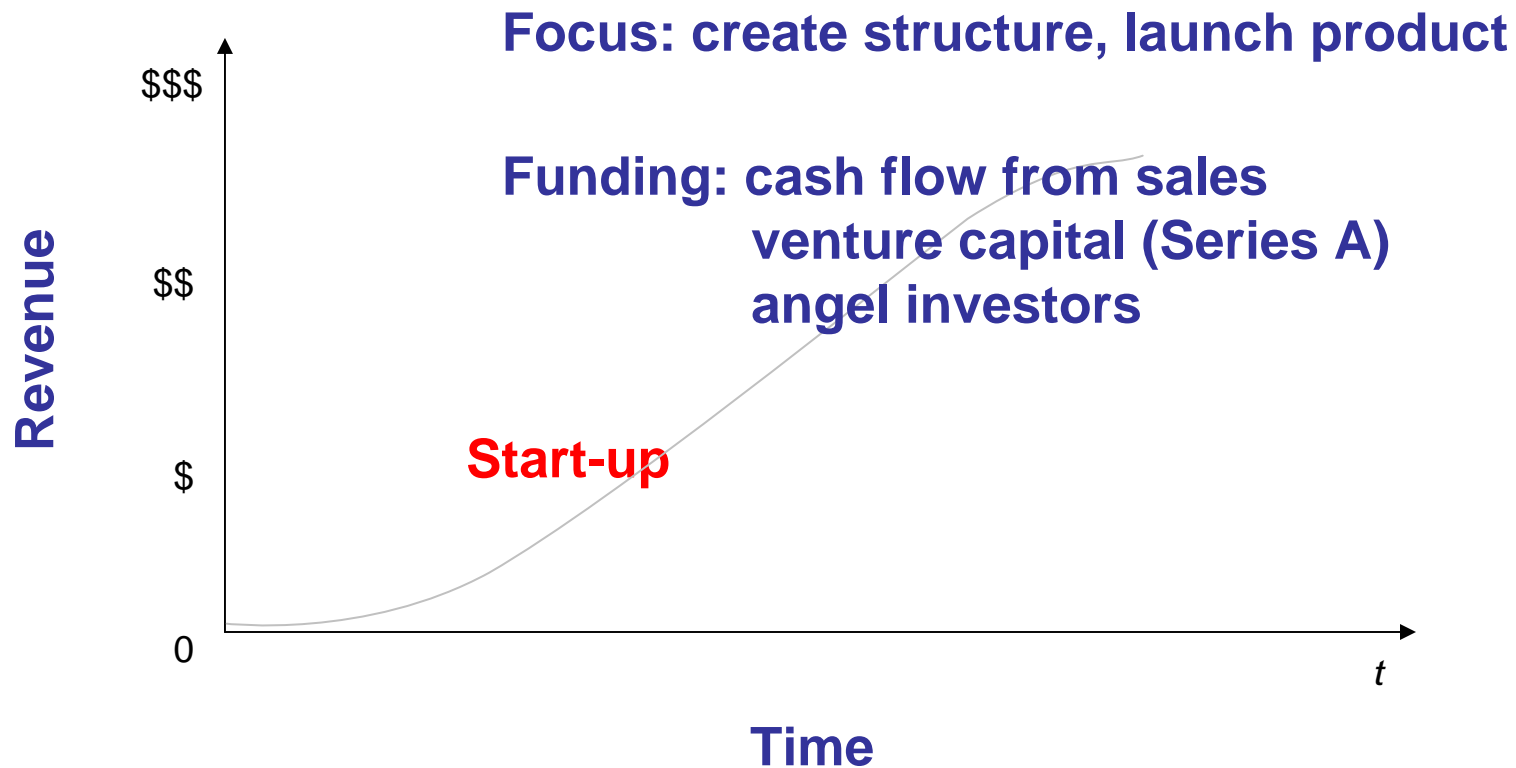 Focus: create structure, launch product
$$$
Funding: cash flow from sales
venture capital (Series A)
$$
angel investors
Revenue
Start-up
$
0
t
Time